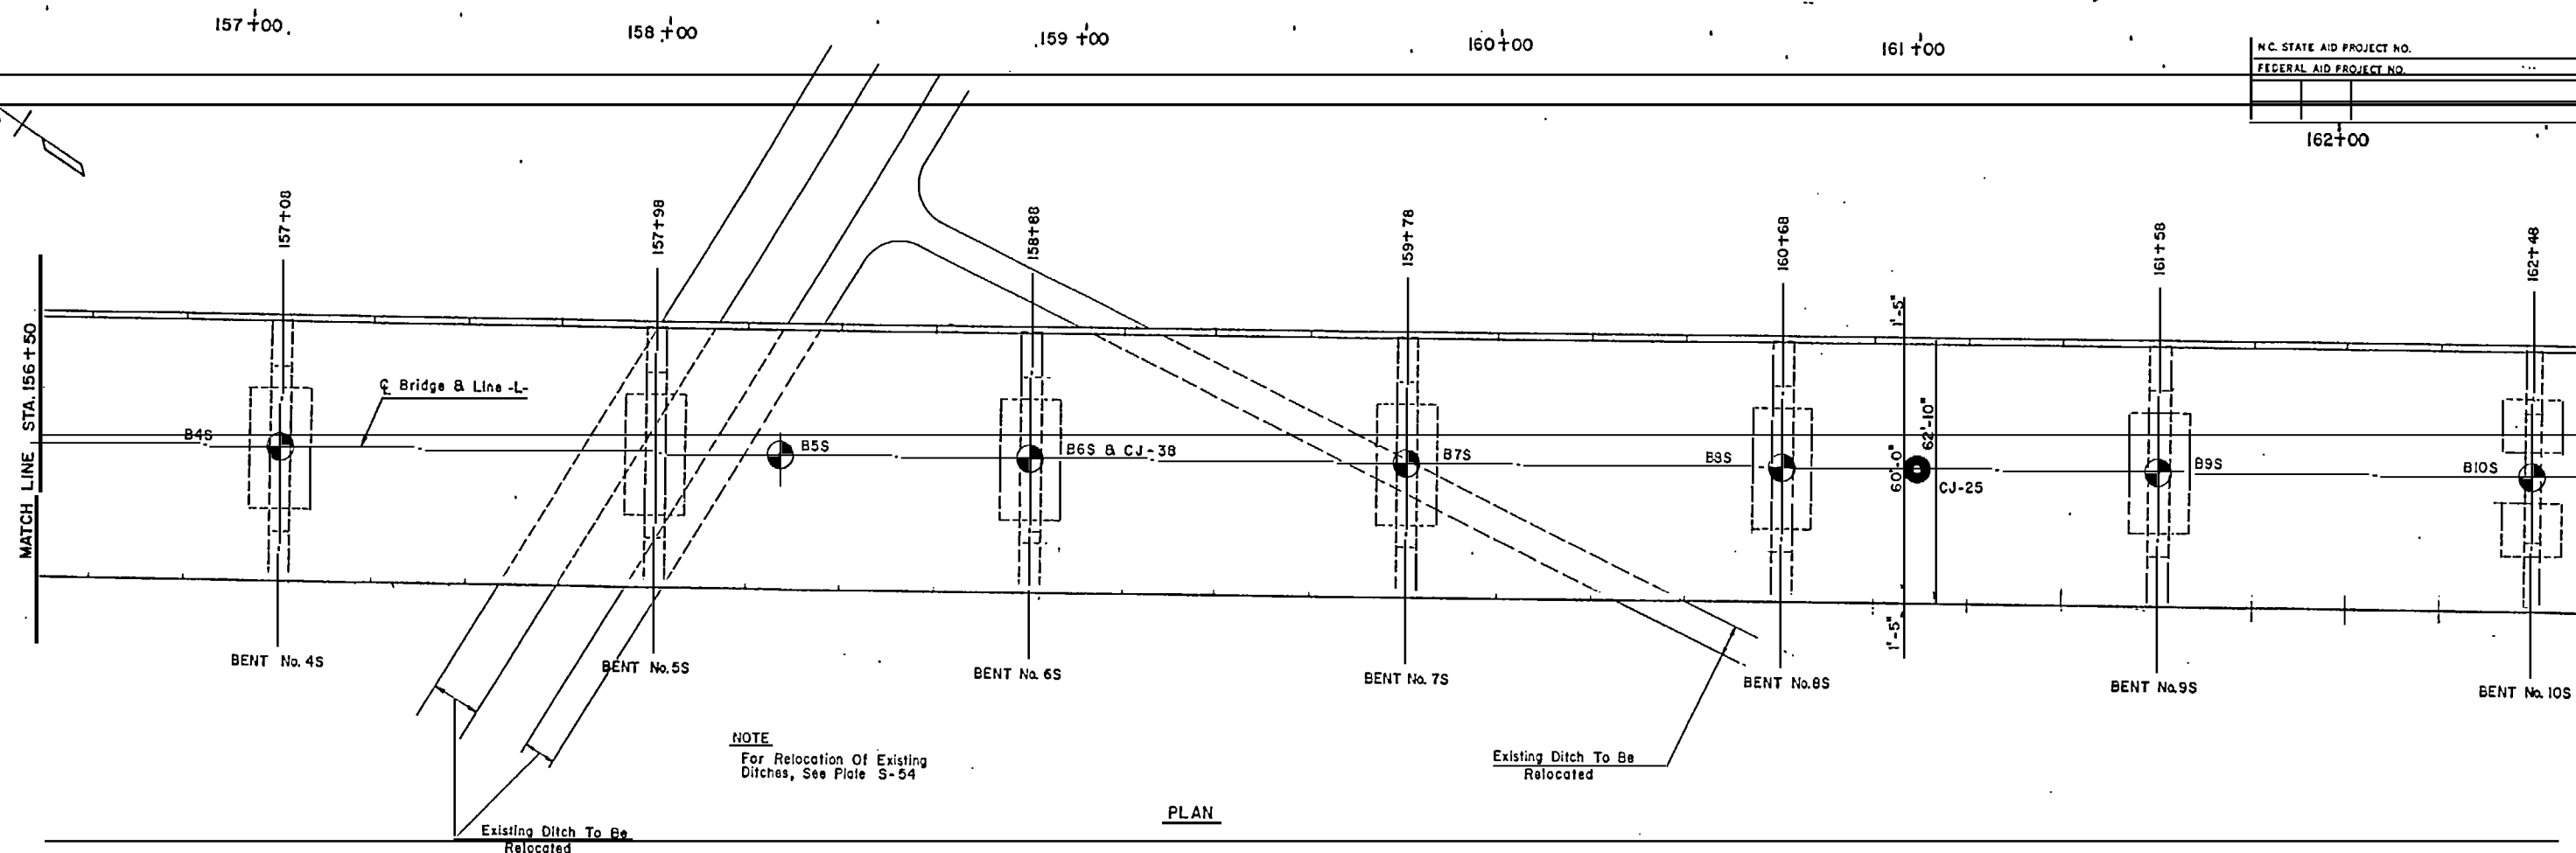 157+00
158+00
159+00
160+00
161+00
N.C. STATE AID PROJECT NO.
FEDERAL AID PROJECT NO.
162+00
157+08
157+98
158+88
159+78
160+68
161+58
162+48
MATCH LINE STA. 156+50
1'-5"
℄ Bridge & Line -L-
B4S
B5S
B6S & CJ-38
B7S
B8S
60'-0"
62'-10"
CJ-25
B9S
B10S
1'-5"
BENT No. 4S
BENT No. 5S
BENT No. 6S
BENT No. 7S
BENT No. 8S
BENT No. 9S
BENT No. 10S
NOTE
For Relocation Of Existing
Ditches, See Plate S-54
Existing Ditch To Be
Relocated
PLAN
Existing Ditch To Be
Relocated